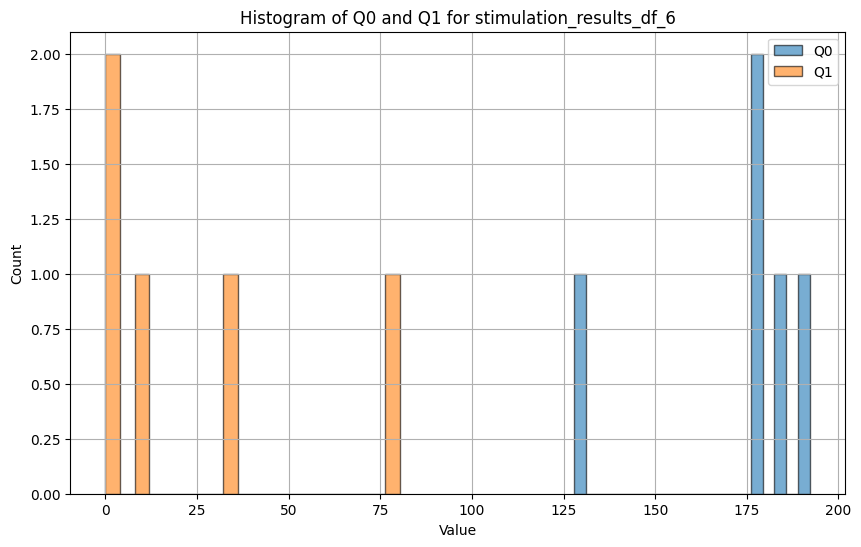 Histogram of Q0 and Q1 for stimulation_results_df_6
Q0
Q1
2.00
1.75
1.50
1.25
1.00
0.75
0.50
0.25
0.00
Count
0 25 50 75 100 125 150 175 200
Value